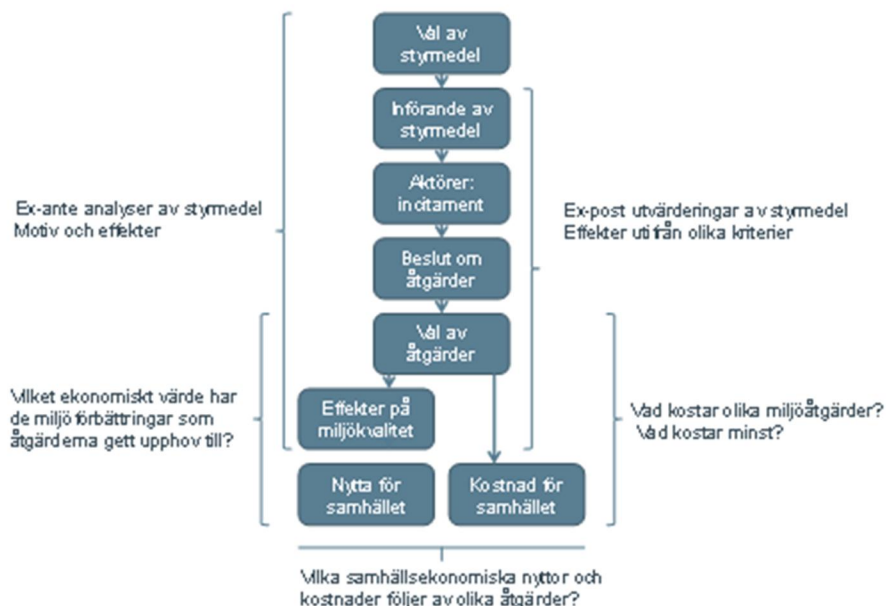 Val av
styrmedel
Införande av
styrmedel
Aktörer:
incitament
Ex-ante analyser av styrmedel
Motiv och effekter
Ex-post utvärderingar av styrmedel
Effekter utifrån olika kriterier
Beslut om
åtgärder
Val av
åtgärder
Vilket ekonomiskt värde har
de miljöförbättringar som
åtgärderna gett upphov till?
Effekter på
miljökvalitet
Vad kostar olika miljöåtgärder?
Vad kostar minst?
Nytta för
samhället
Kostnad för
samhället
Vilka samhällsekonomiska nyttor och
kostnader följer av olika åtgärder?